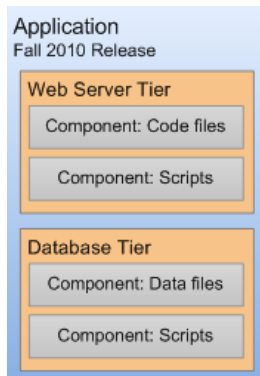 Application
Fall 2010 Release
Web Server Tier
Component: Code files
Component: Scripts
Database Tier
Component: Data files
Component: Scripts